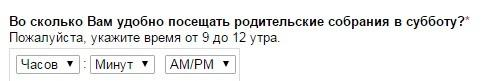 Во сколько Вам удобно посещать родительские собрания в субботу?*
Пожалуйста, укажите время от 9 до 12 утра.
Часов : Минут AM/PM